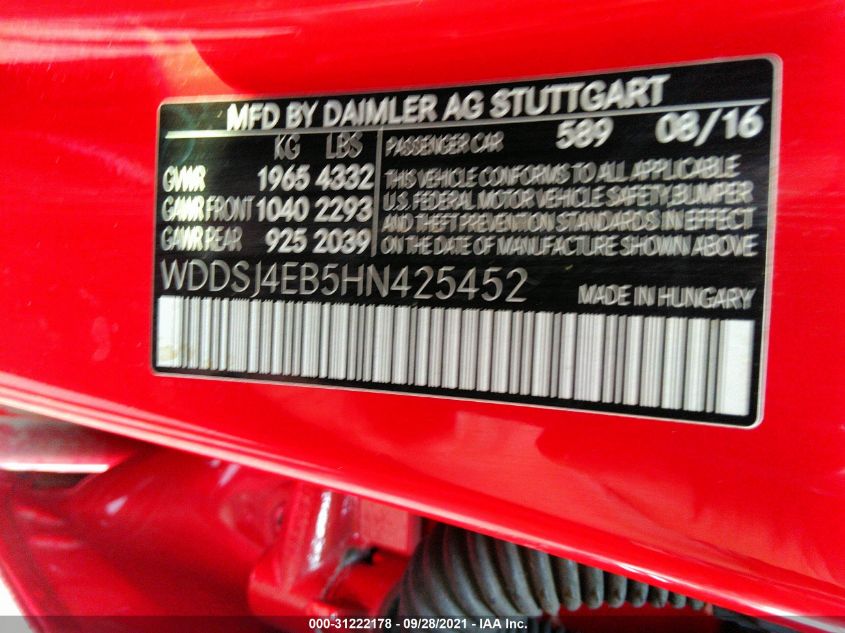 MFD BY DAIMLER AG STUTTGART
KG LBS PASSENGER CAR 589 08/16
GVWR 1965 4332 THIS VEHICLE CONFORMS TO ALL APPLICABLE
GAWR FRONT 1040 2293 U.S. FEDERAL MOTOR VEHICLE SAFETY, BUMPER
AND THEFT PREVENTION STANDARDS IN EFFECT
GAWR REAR 925 2039 ON THE DATE OF MANUFACTURE SHOWN ABOVE
WDDSJ4EB5HN425452 MADE IN HUNGARY
000-31222178 - 09/28/2021 - IAA Inc.